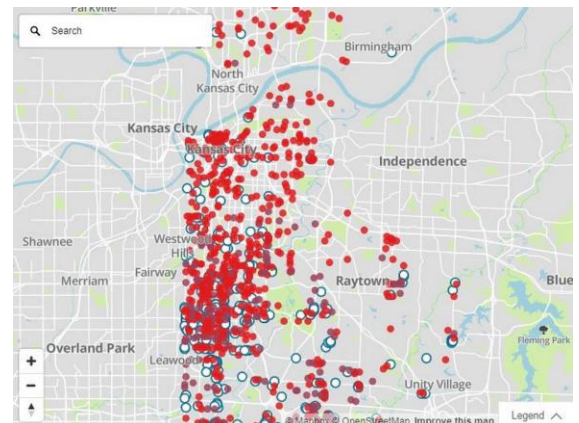 Parkville
Search
Birmingham
North
Kansas City
Kansas City
Kansas City
Independence
Shawnee
Westwood
Hills
Merriam
Fairway
Raytown
Blue
Fleming Park
Overland Park
Leawood
Unity Village
© Mapbox © OpenStreetMap Improve this map
Legend